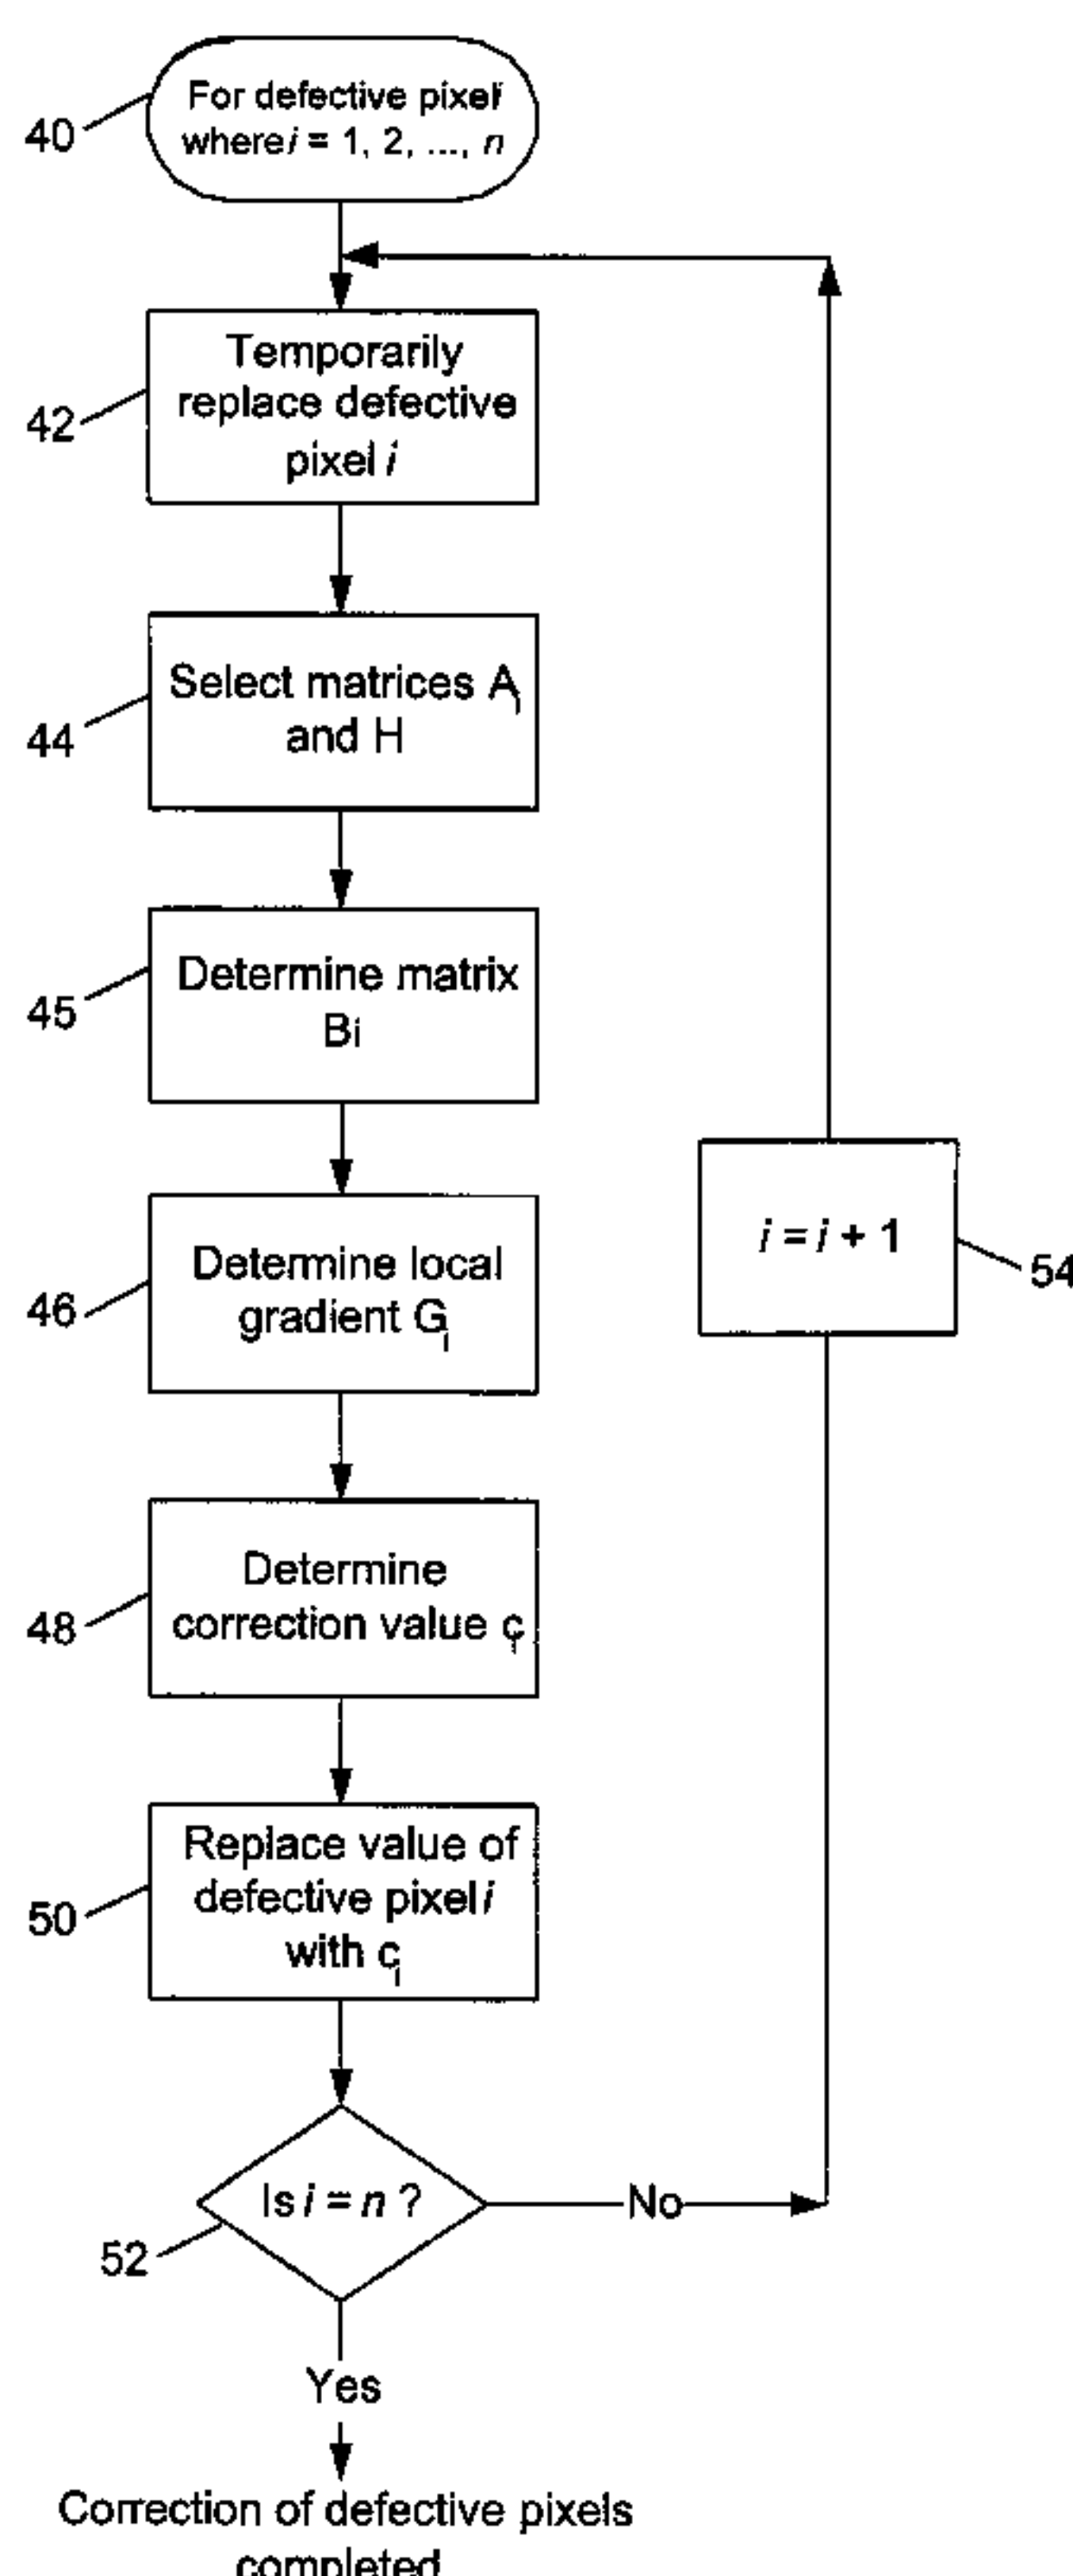 For defective pixel i
where i = 1, 2, ..., n
40
Temporarily
replace defective
pixel i
42
Select matrices Ai
and H
44
Determine matrix
Bi
45
Determine local
gradient Gi
46
i = i + 1
54
Determine
correction value ci
48
Replace value of
defective pixel i
with ci
50
Is i = n ?
No
52
Yes
Correction of defective pixels
completed